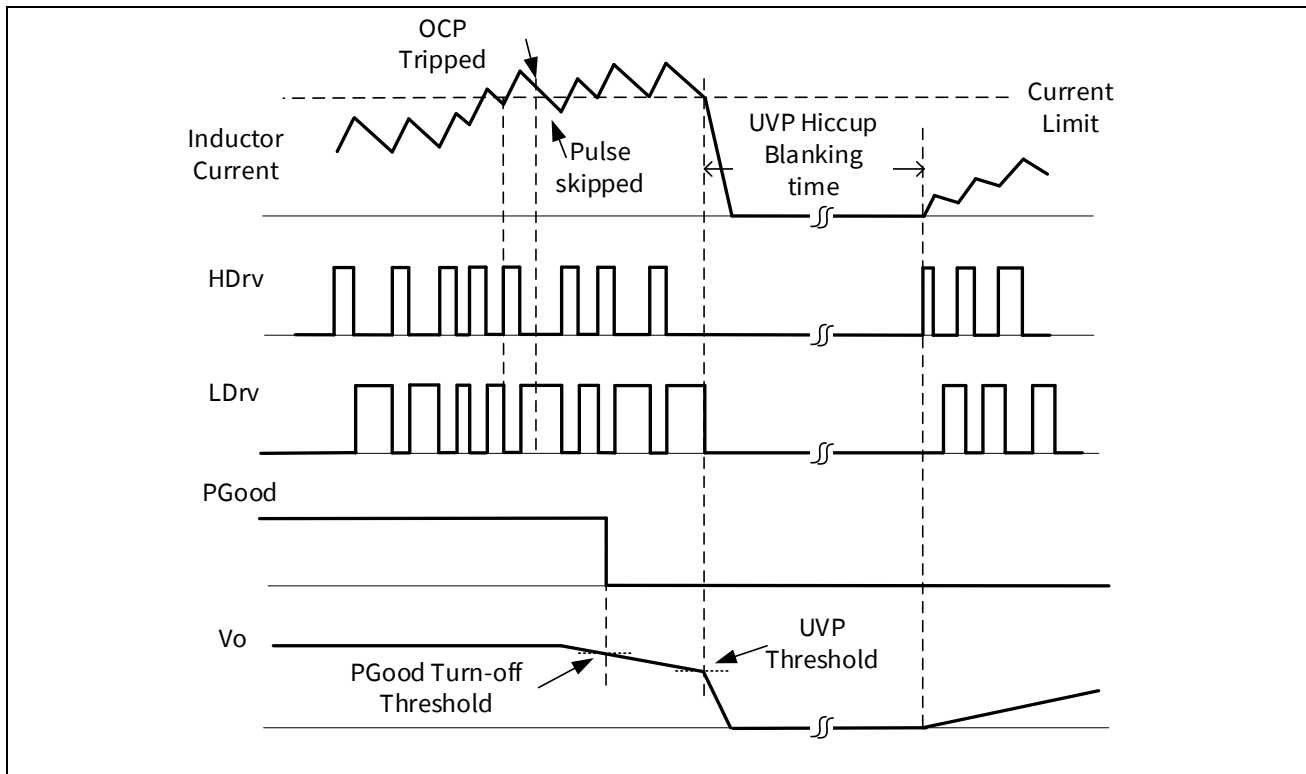 OCP
Tripped
Current
Limit
Inductor
Current
UVP Hiccup
Blanking
time
Pulse
skipped
HDrv
LDrv
PGood
Vo
PGood Turn-off
Threshold
UVP
Threshold